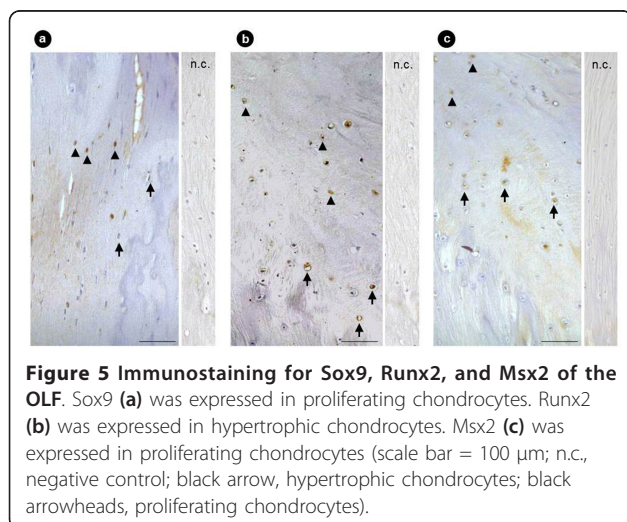 a b c
n.c. n.c. n.c.
Figure 5 Immunostaining for Sox9, Runx2, and Msx2 of the
OLF. Sox9 (a) was expressed in proliferating chondrocytes. Runx2
(b) was expressed in hypertrophic chondrocytes. Msx2 (c) was
expressed in proliferating chondrocytes (scale bar = 100 μm; n.c.,
negative control; black arrow, hypertrophic chondrocytes; black
arrowheads, proliferating chondrocytes).